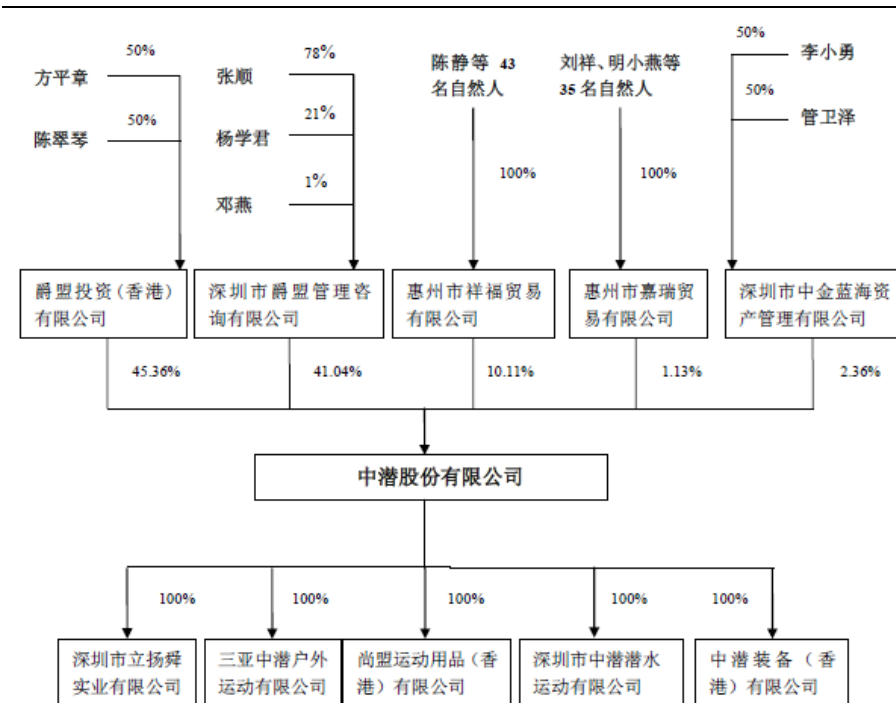 50%
方平章
50%
陈翠琴
78%
张顺
21%
杨学君
1%
邓燕
陈静等 43
名自然人
100%
刘祥、明小燕等
35 名自然人
100%
50%
李小勇
50%
管卫泽
爵盟投资（香港）
有限公司
深圳市爵盟管理咨
询有限公司
惠州市祥福贸易
有限公司
惠州市嘉瑞贸
易有限公司
深圳市中金蓝海资
产管理有限公司
45.36%
41.04%
10.11%
1.13%
2.36%
中潜股份有限公司
100%
100%
100%
100%
100%
深圳市立扬舜
实业有限公司
三亚中潜户外
运动有限公司
尚盟运动用品（香
港）有限公司
深圳市中潜潜水
运动有限公司
中潜装备（香
港）有限公司